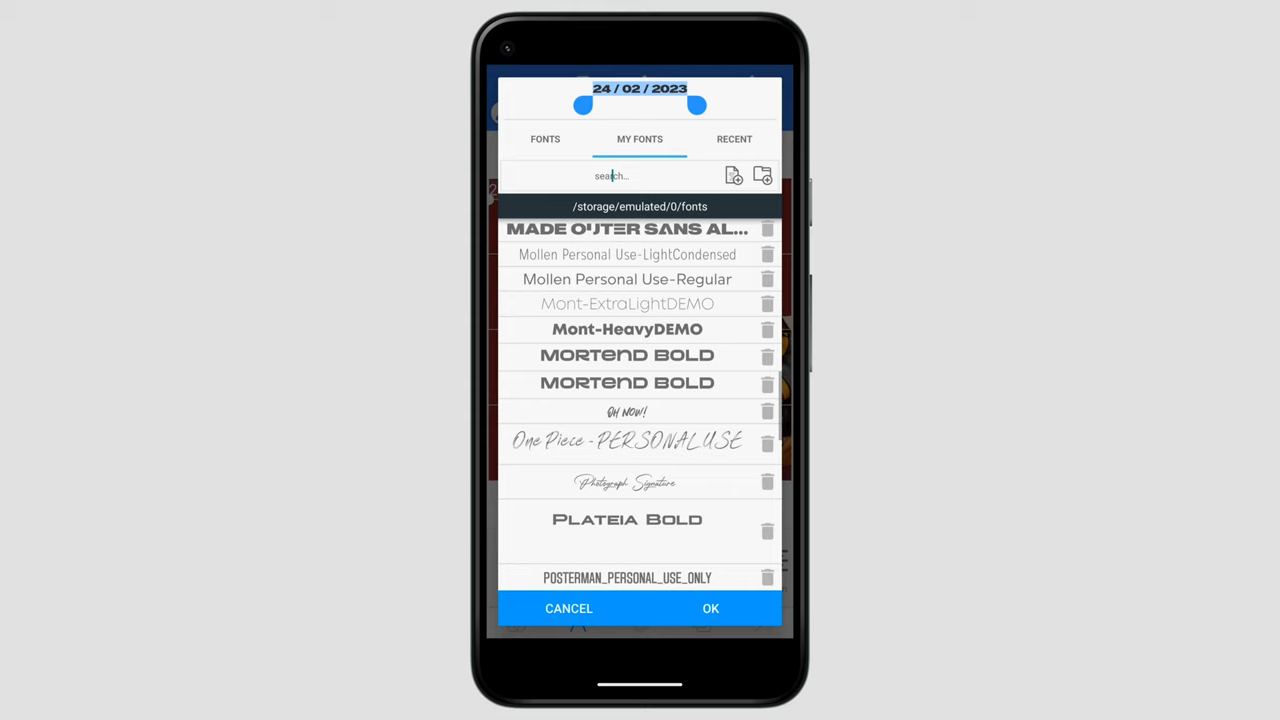 24 / 02 / 2023
FONTS MY FONTS RECENT
search...
/storage/emulated/0/fonts
MADE OUTER SANS AL...
Mollen Personal Use-LightCondensed
Mollen Personal Use-Regular
Mont-ExtraLightDEMO
Mont-HeavyDEMO
MORTEND BOLD
MORTEND BOLD
OH NOW!
One Piece - PERSONAL USE
Photograph Signature
PLATEIA BOLD
POSTERMAN_PERSONAL_USE_ONLY
CANCEL OK